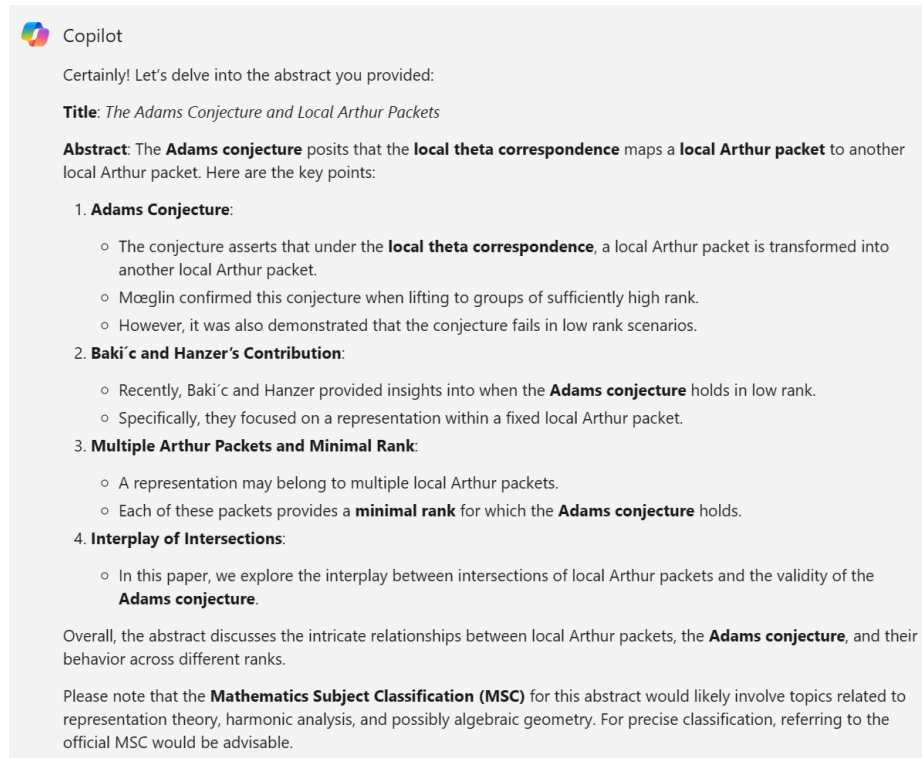 Copilot
Certainly! Let's delve into the abstract you provided:
Title: The Adams Conjecture and Local Arthur Packets
Abstract: The Adams conjecture posits that the local theta correspondence maps a local Arthur packet to another
local Arthur packet. Here are the key points:
1. Adams Conjecture:
○ The conjecture asserts that under the local theta correspondence, a local Arthur packet is transformed into
another local Arthur packet.
○ Mœglin confirmed this conjecture when lifting to groups of sufficiently high rank.
○ However, it was also demonstrated that the conjecture fails in low rank scenarios.
2. Baki´c and Hanzer's Contribution:
○ Recently, Baki´c and Hanzer provided insights into when the Adams conjecture holds in low rank.
○ Specifically, they focused on a representation within a fixed local Arthur packet.
3. Multiple Arthur Packets and Minimal Rank:
○ A representation may belong to multiple local Arthur packets.
○ Each of these packets provides a minimal rank for which the Adams conjecture holds.
4. Interplay of Intersections:
○ In this paper, we explore the interplay between intersections of local Arthur packets and the validity of the
Adams conjecture.
Overall, the abstract discusses the intricate relationships between local Arthur packets, the Adams conjecture, and their
behavior across different ranks.
Please note that the Mathematics Subject Classification (MSC) for this abstract would likely involve topics related to
representation theory, harmonic analysis, and possibly algebraic geometry. For precise classification, referring to the
official MSC would be advisable.